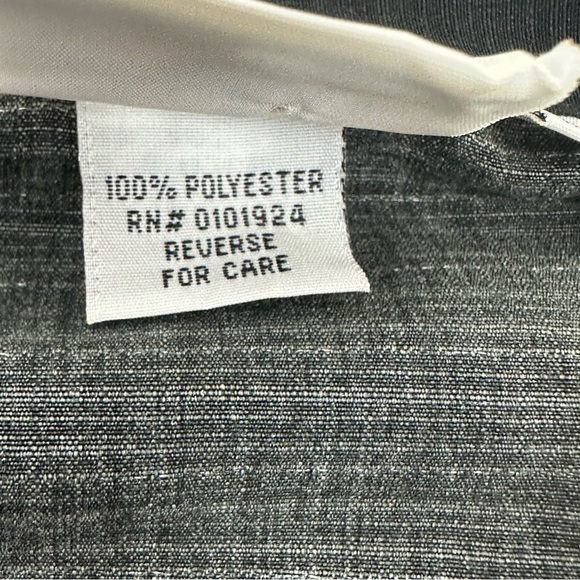 100% POLYESTER
RN# 0101924
REVERSE
FOR CARE